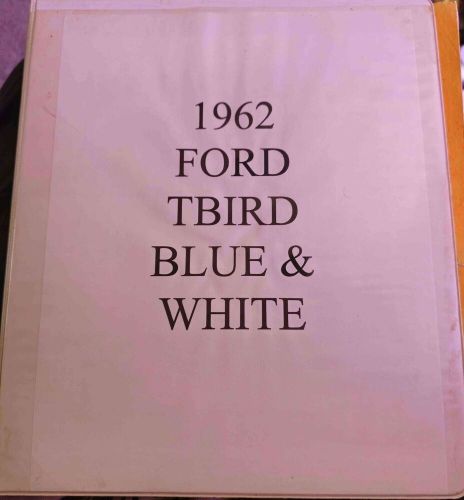 1962
FORD
TBIRD
BLUE &
WHITE